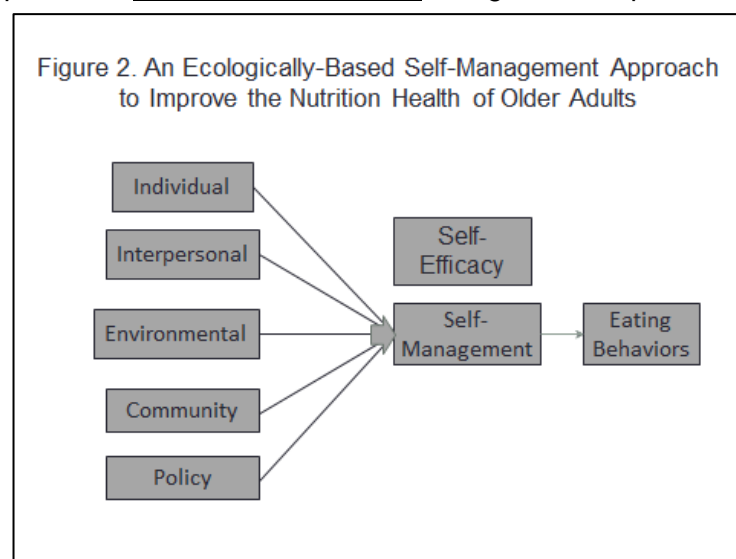 Figure 2. An Ecologically-Based Self-Management Approach
to Improve the Nutrition Health of Older Adults
Individual
Interpersonal
Environmental
Community
Policy
Self-
Efficacy
Self-
Management
Eating
Behaviors